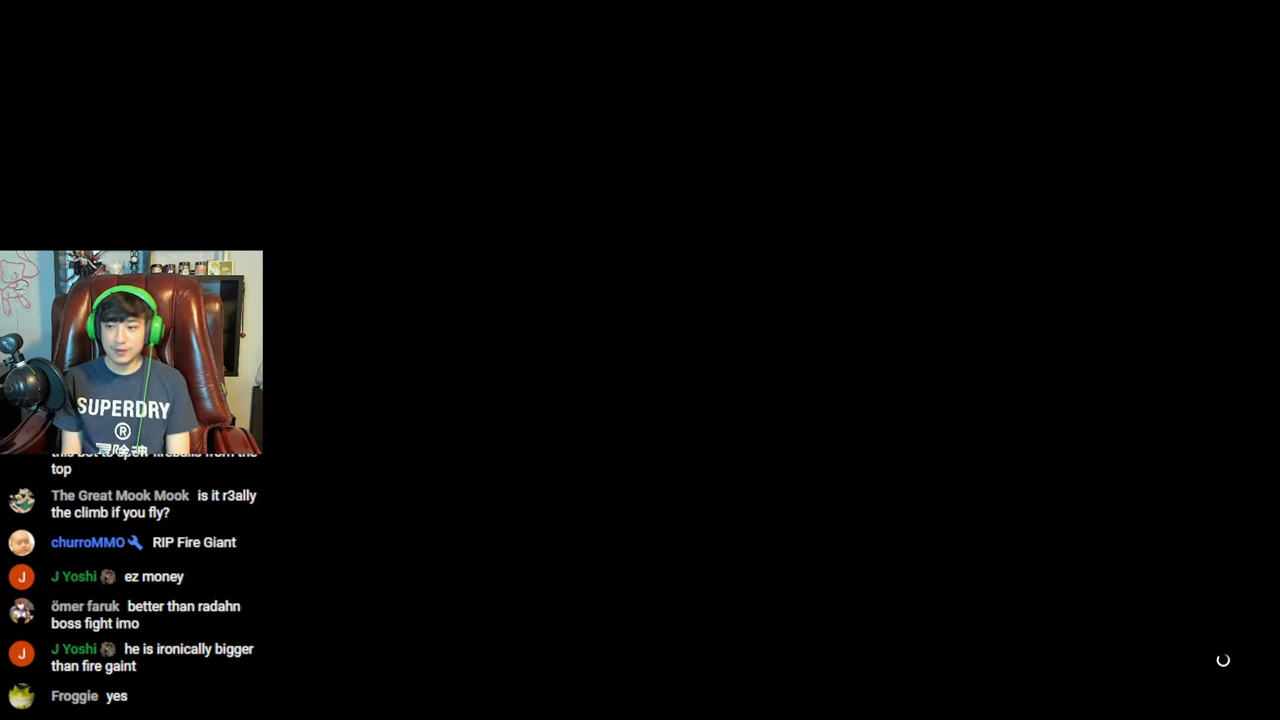 SUPERDRY
®
top
The Great Mook Mook is it r3ally
the climb if you fly?
churroMMO RIP Fire Giant
J
J Yoshi ez money
ömer faruk better than radahn
boss fight imo
J
J Yoshi he is ironically bigger
than fire gaint
Froggie yes